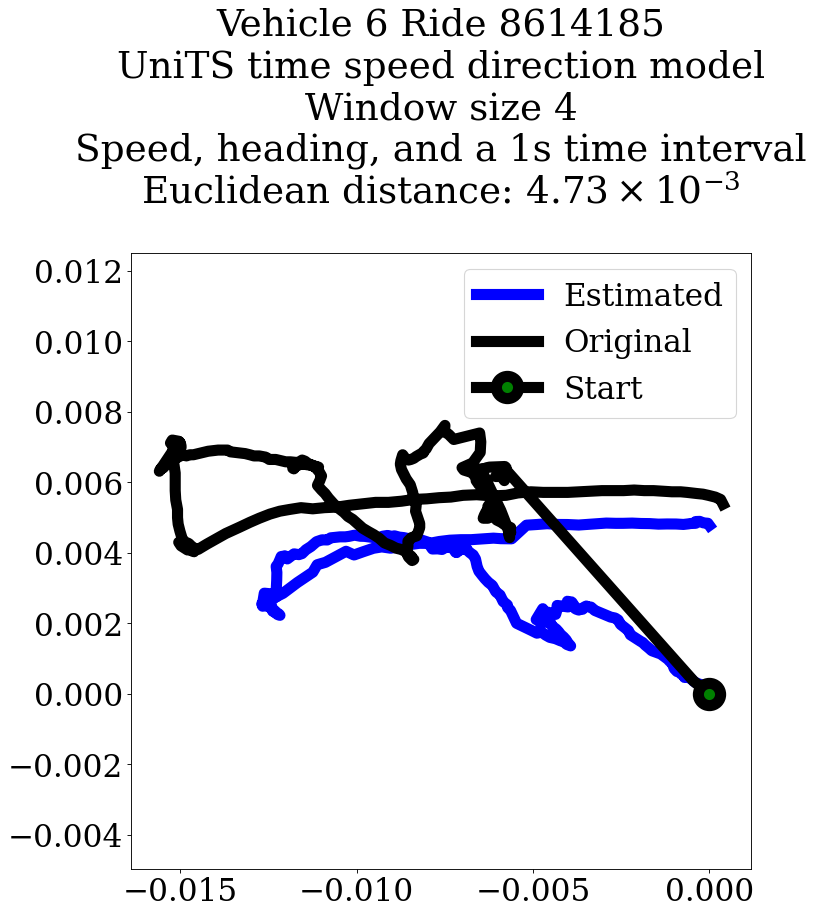 Vehicle 6 Ride 8614185
UniTS time speed direction model
Window size 4
Speed, heading, and a 1s time interval
Euclidean distance: 4.73 × 10⁻³
0.012
0.010
0.008
0.006
0.004
0.002
0.000
−0.002
−0.004
Estimated
Original
Start
−0.015
−0.010
−0.005
0.000